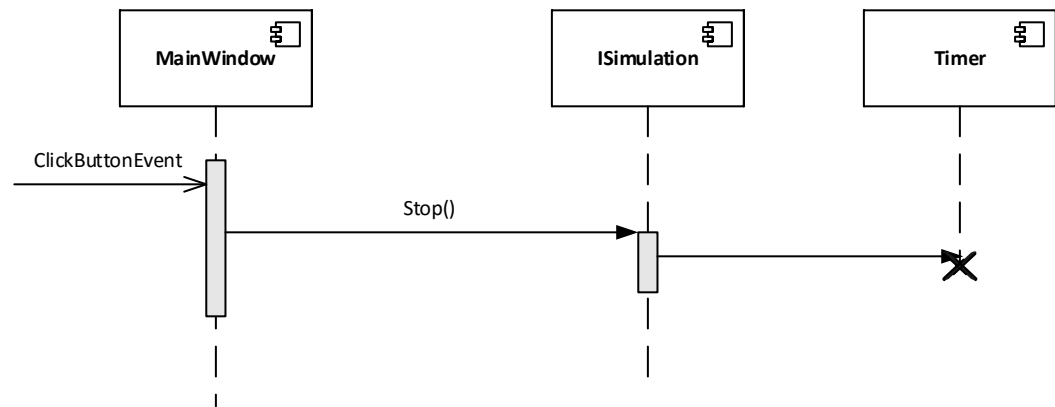 MainWindow
ISimulation
Timer
ClickButtonEvent
Stop()